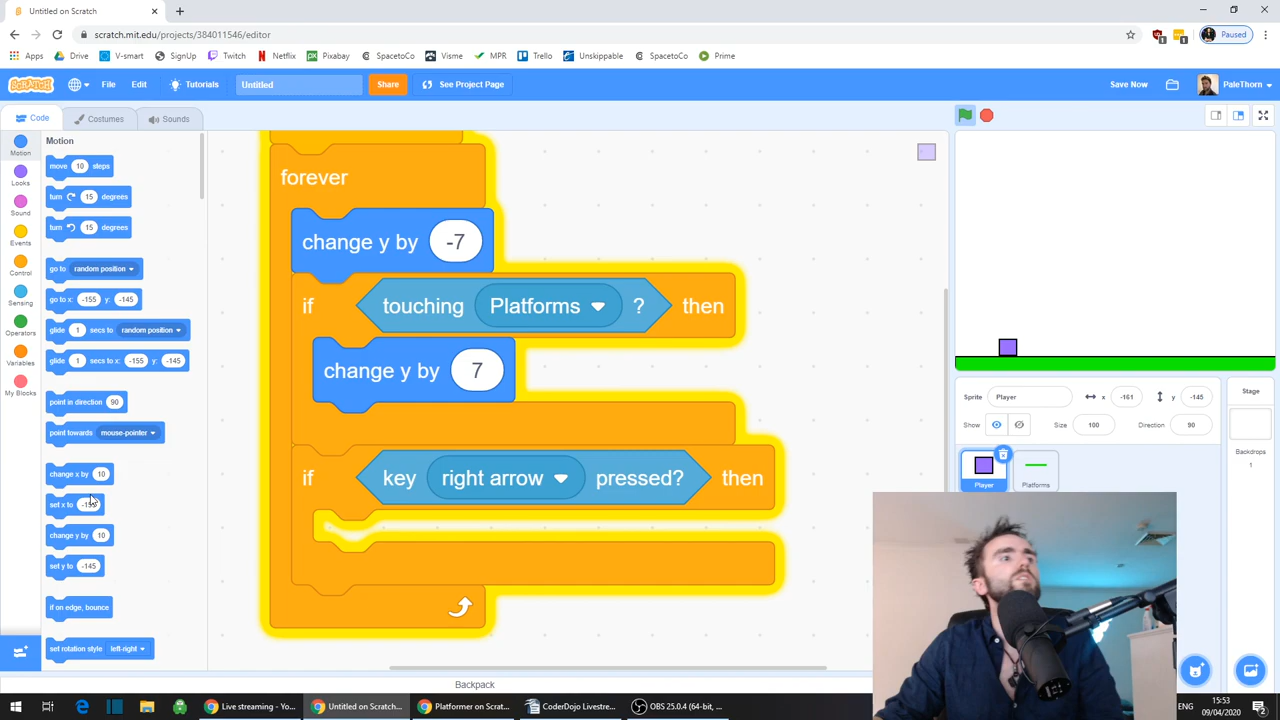 Untitled on Scratch
scratch.mit.edu/projects/384011546/editor
Paused
Apps Drive V-smart SignUp Twitch Netflix Pixabay SpacetoCo Visme MPR Trello Unskippable SpacetoCo Prime
SCRATCH File Edit Tutorials Untitled Share See Project Page Save Now PaleThorn
Code Costumes Sounds
Motion
Looks
Sound
Events
Control
Sensing
Operators
Variables
My Blocks
Motion
move 10 steps
turn 15 degrees
turn 15 degrees
go to random position
go to x: -155 y: -145
glide 1 secs to random position
glide 1 secs to x: -155 y: -145
point in direction 90
point towards mouse-pointer
change x by 10
set x to
change y by 10
set y to -145
if on edge, bounce
set rotation style left-right
forever
change y by -7
if touching Platforms ? then
change y by 7
if key right arrow pressed? then
Sprite Player x -161 y -145
Show Size 100 Direction 90
Player
Platforms
Stage
Backdrops
1
Backpack
Live streaming - Yo...
Untitled on Scratch...
Platformer on Scratc...
CoderDojo Livestre...
OBS 25.0.4 (64-bit, ...
ENG
15:53
09/04/2020
2